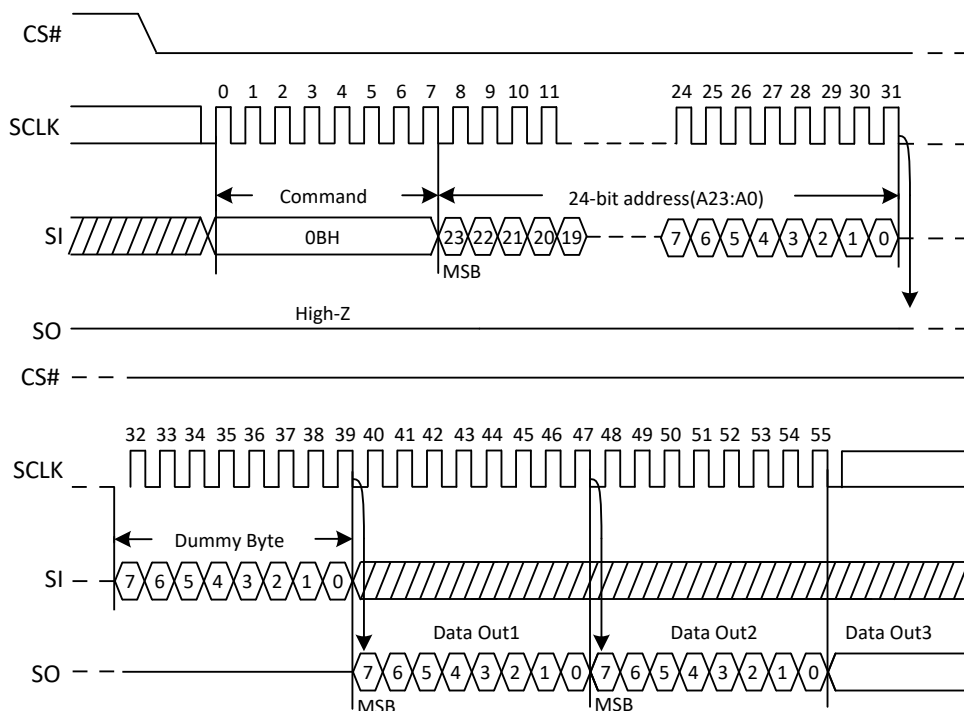 CS#
0 1 2 3 4 5 6 7 8 9 10 11 24 25 26 27 28 29 30 31
SCLK
Command 24-bit address(A23:A0)
SI 0BH 23 22 21 20 19 7 6 5 4 3 2 1 0
MSB
High-Z
SO
CS#
32 33 34 35 36 37 38 39 40 41 42 43 44 45 46 47 48 49 50 51 52 53 54 55
SCLK
Dummy Byte
SI 7 6 5 4 3 2 1 0
Data Out1 Data Out2 Data Out3
SO 7 6 5 4 3 2 1 0 7 6 5 4 3 2 1 0
MSB MSB